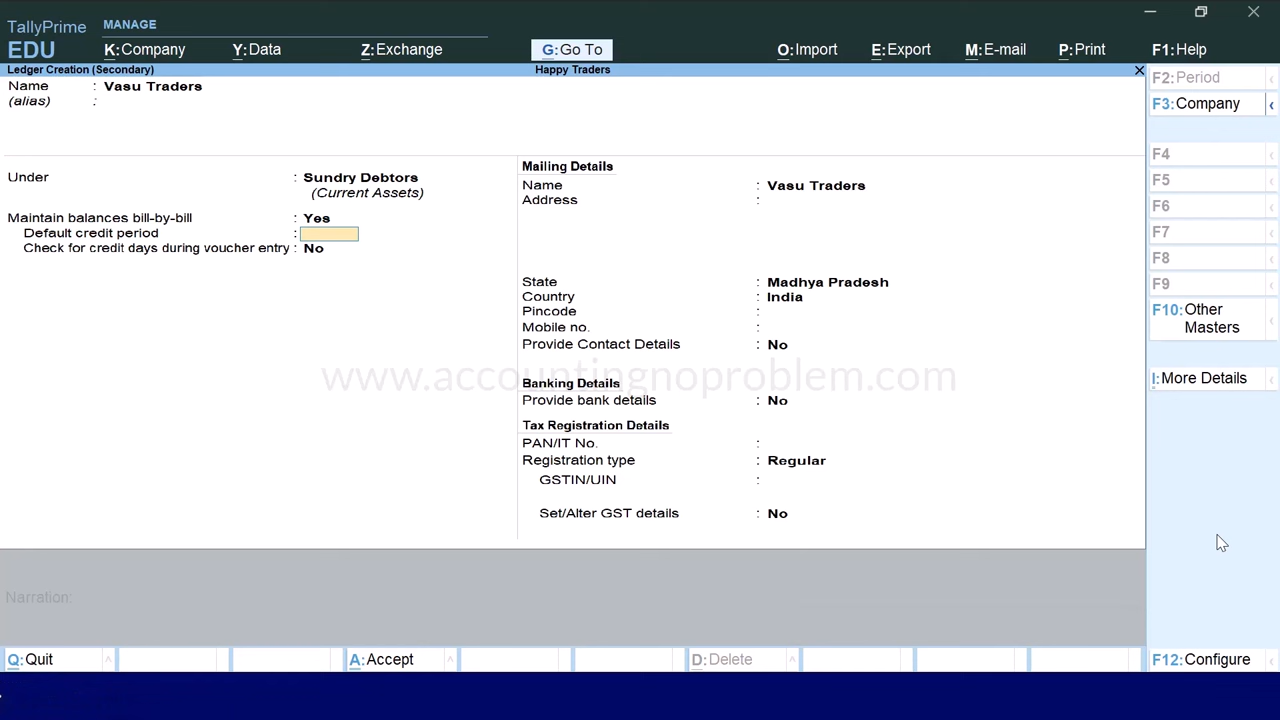 TallyPrime
EDU
MANAGE
K:Company Y:Data Z:Exchange G:Go To O:Import E:Export M:E-mail P:Print F1:Help
Ledger Creation (Secondary) Happy Traders
Name : Vasu Traders
(alias) :
Under : Sundry Debtors
(Current Assets)
Maintain balances bill-by-bill : Yes
Default credit period :
Check for credit days during voucher entry : No
Mailing Details
Name : Vasu Traders
Address :
State : Madhya Pradesh
Country : India
Pincode :
Mobile no. :
Provide Contact Details : No
www.accountingnoproblem.com
Banking Details
Provide bank details : No
Tax Registration Details
PAN/IT No. :
Registration type : Regular
GSTIN/UIN :
Set/Alter GST details : No
F2:Period
F3:Company
F4
F5
F6
F7
F8
F9
F10:Other
Masters
I:More Details
Narration:
Q:Quit A:Accept D:Delete F12:Configure